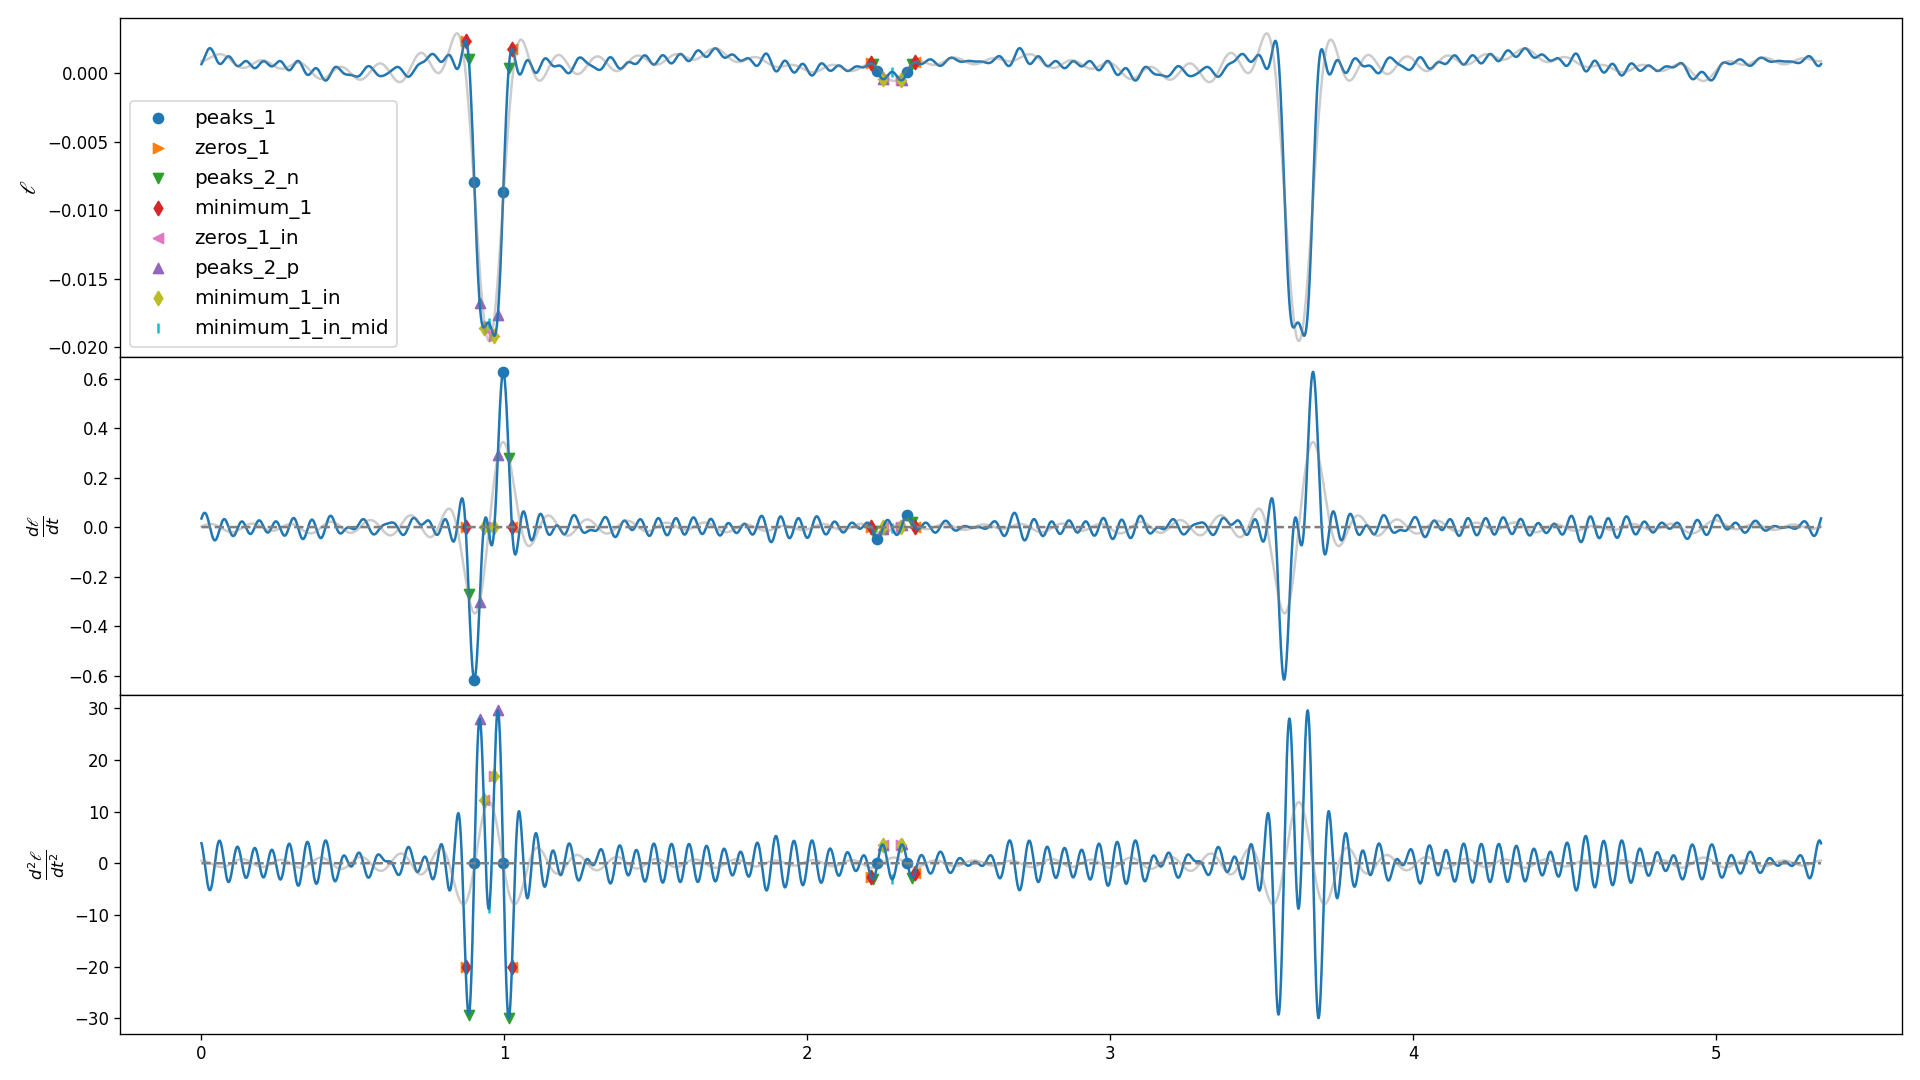 0.000
−0.005
−0.010
−0.015
−0.020
ℓ
peaks_1
zeros_1
peaks_2_n
minimum_1
zeros_1_in
peaks_2_p
minimum_1_in
minimum_1_in_mid
0.6
0.4
0.2
0.0
−0.2
−0.4
−0.6
dℓ
dt
30
20
10
0
−10
−20
−30
d²ℓ
dt²
0 1 2 3 4 5